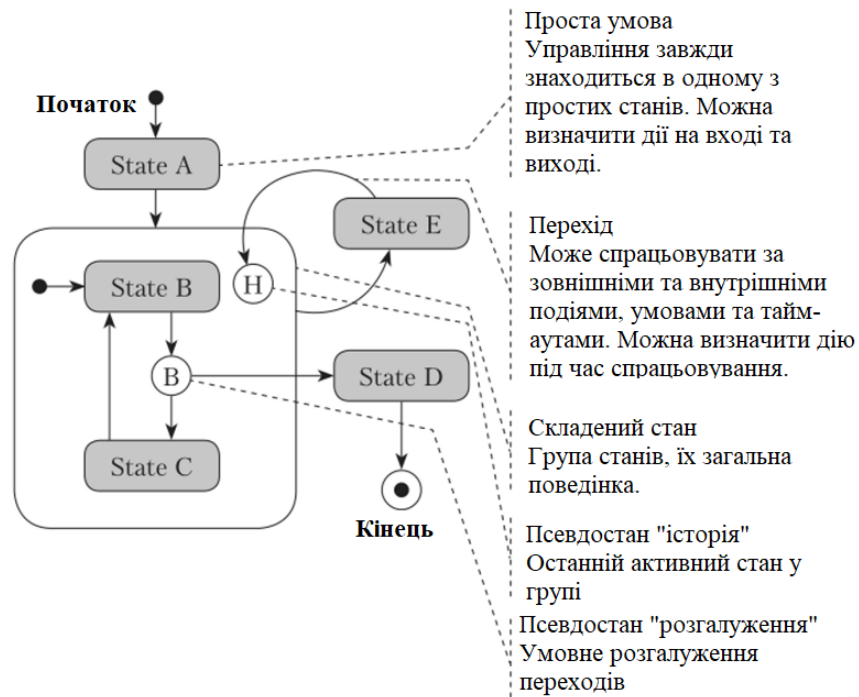 Початок
State A
State B
H
State E
B
State D
State C
Кінець
Проста умова
Управління завжди
знаходиться в одному з
простих станів. Можна
визначити дії на вході та
виході.
Перехід
Може спрацьовувати за
зовнішніми та внутрішніми
подіями, умовами та тайм-
аутами. Можна визначити дію
під час спрацьовування.
Складений стан
Група станів, їх загальна
поведінка.
Псевдостан "історія"
Останній активний стан у
групі
Псевдостан "розгалуження"
Умовне розгалуження
переходів